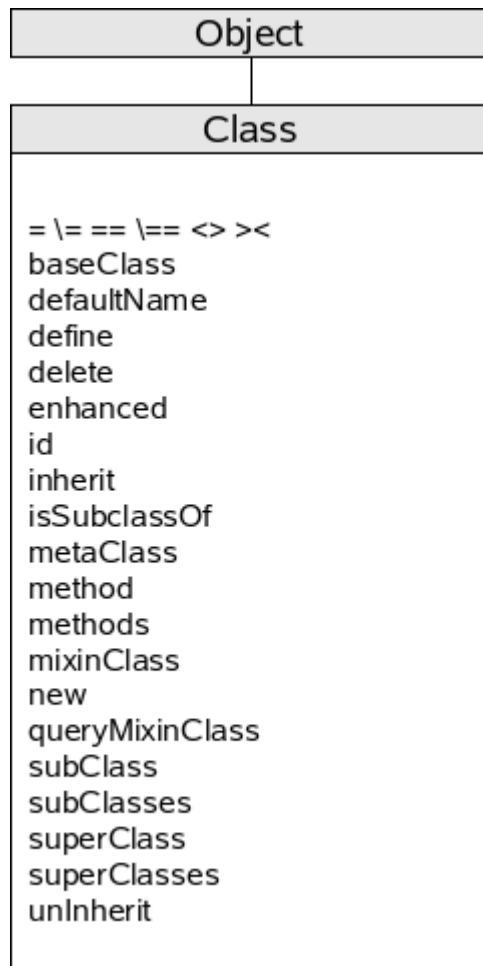 Object
Class
= \= == \== <> ><
baseClass
defaultName
define
delete
enhanced
id
inherit
isSubclassOf
metaClass
method
methods
mixinClass
new
queryMixinClass
subClass
subClasses
superClass
superClasses
unInherit